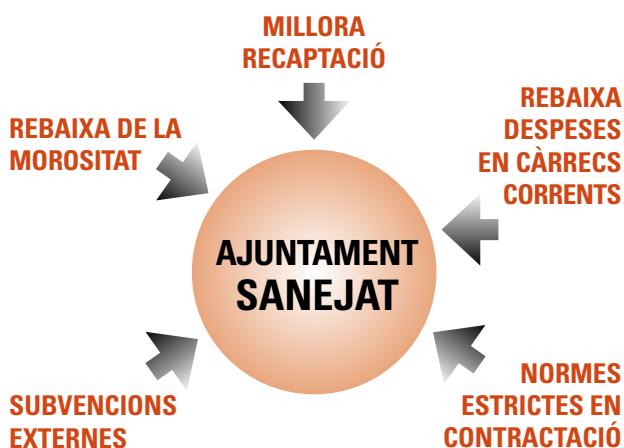 MILLORA
RECAPTACIÓ
REBAIXA DE LA
MOROSITAT
REBAIXA
DESPESES
EN CÀRRECS
CORRENTS
AJUNTAMENT
SANEJAT
SUBVENCIONS
EXTERNES
NORMES
ESTRICTES EN
CONTRACTACIÓ